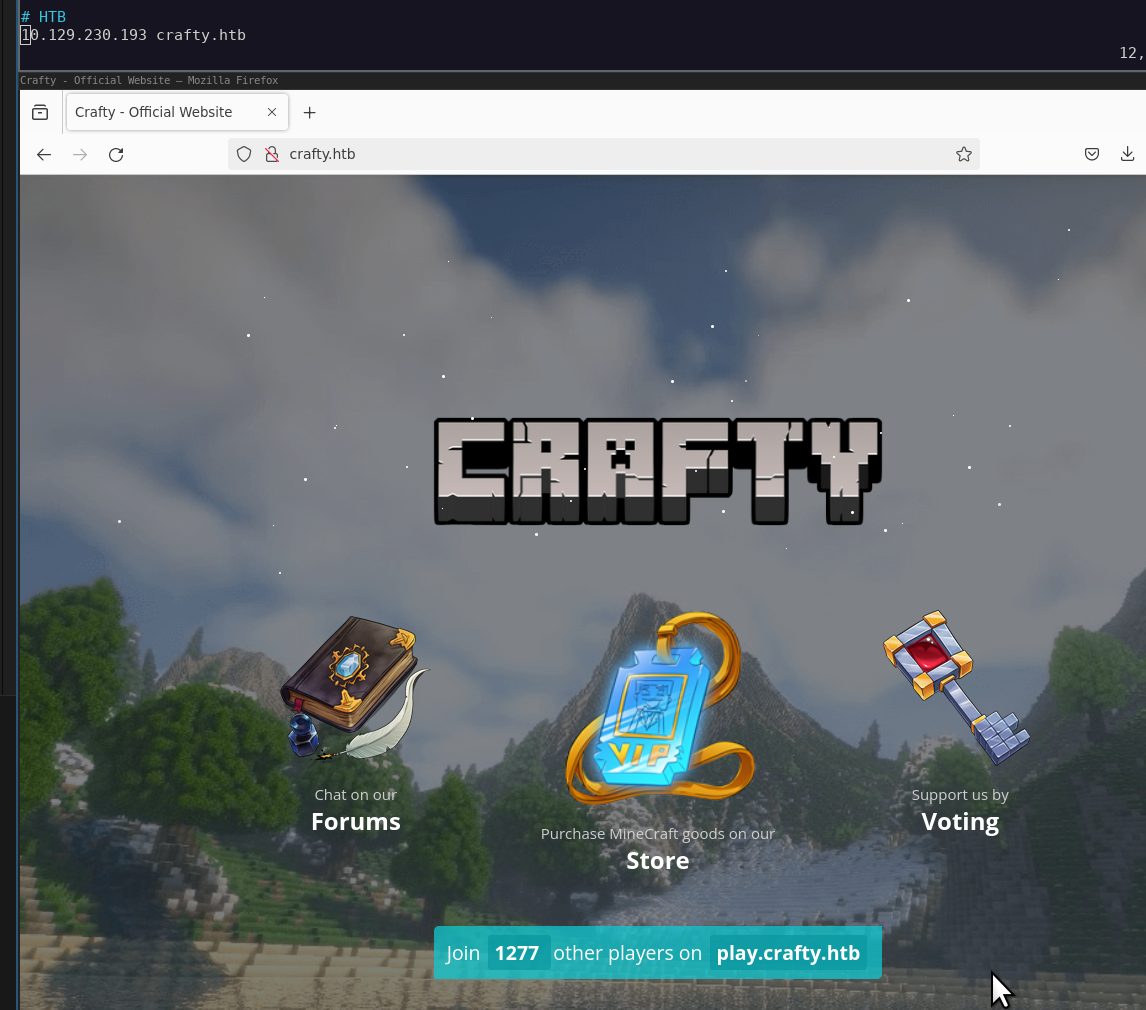 # HTB
10.129.230.193 crafty.htb
12,
Crafty - Official Website — Mozilla Firefox
Crafty - Official Website
crafty.htb
CRAFTY
VIP
Chat on our
Forums
Purchase MineCraft goods on our
Store
Support us by
Voting
Join 1277 other players on play.crafty.htb